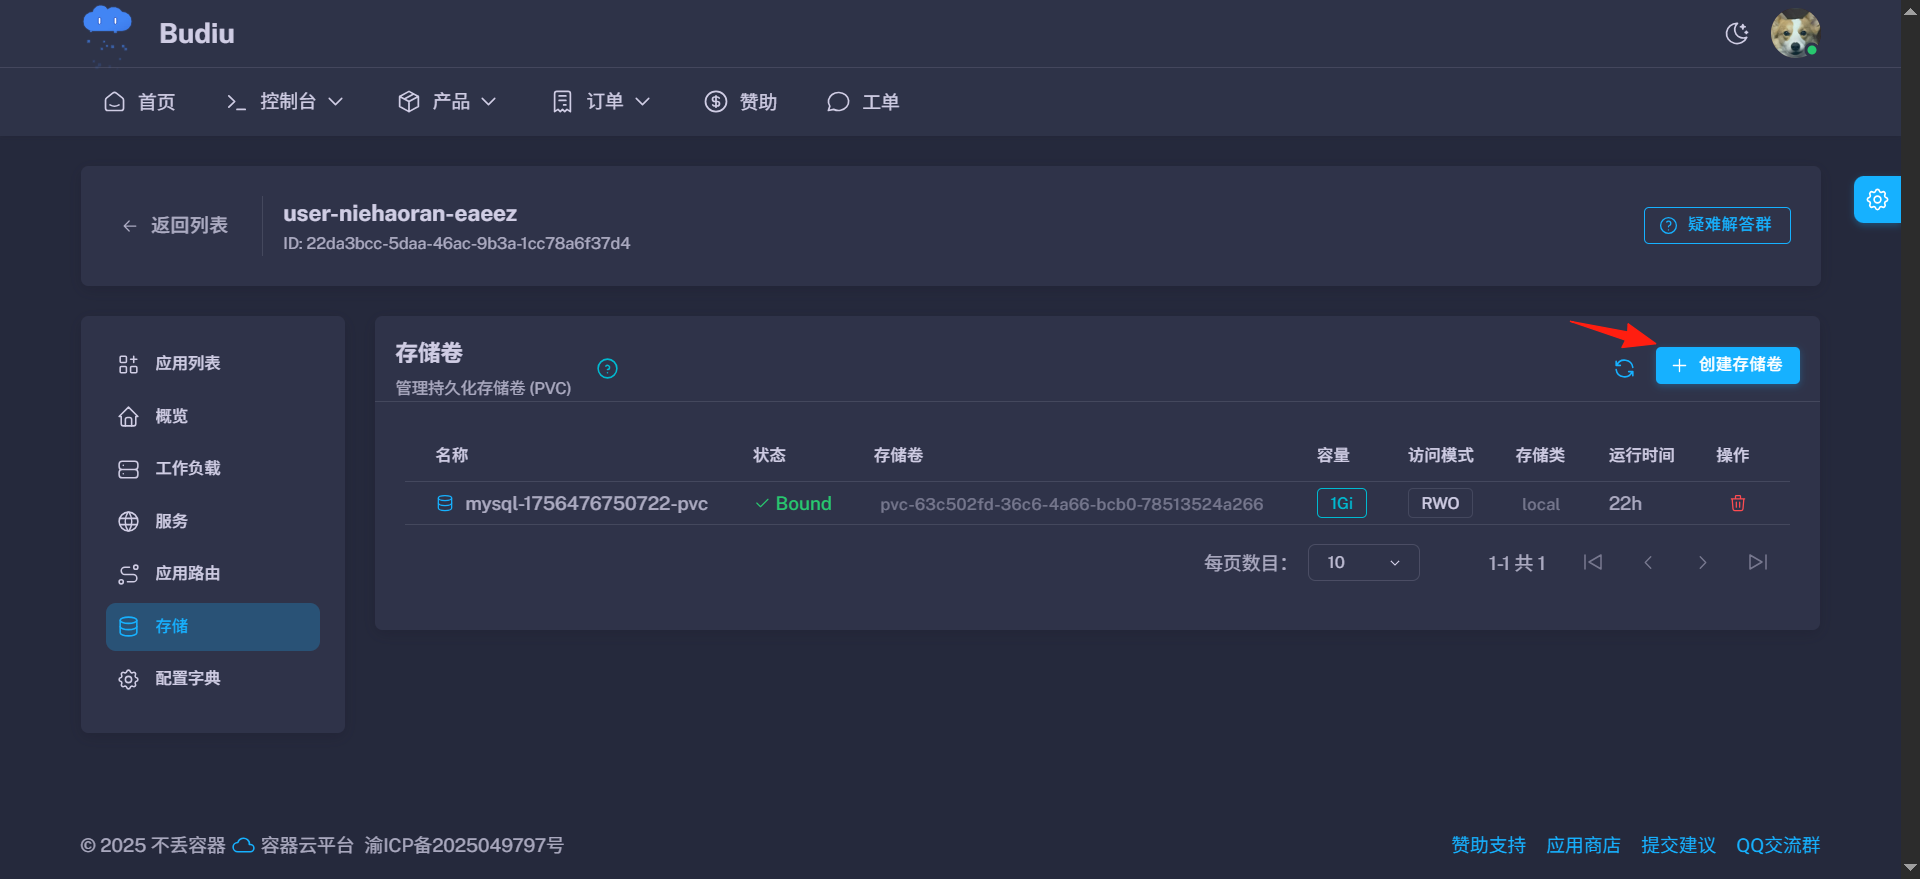 Budiu
首页
控制台
产品
订单
赞助
工单
返回列表
user-niehaoran-eaeez
ID: 22da3bcc-5daa-46ac-9b3a-1cc78a6f37d4
疑难解答群
应用列表
概览
工作负载
服务
应用路由
存储
配置字典
存储卷
管理持久化存储卷 (PVC)
创建存储卷
名称 状态 存储卷 容量 访问模式 存储类 运行时间 操作
mysql-1756476750722-pvc Bound pvc-63c502fd-36c6-4a66-bcb0-78513524a266 1Gi RWO local 22h
每页数目： 10 1-1 共 1
© 2025 不丢容器 容器云平台 渝ICP备2025049797号
赞助支持 应用商店 提交建议 QQ交流群